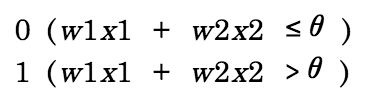 0 (w1x1 + w2x2 ≤ θ )
1 (w1x1 + w2x2 > θ )